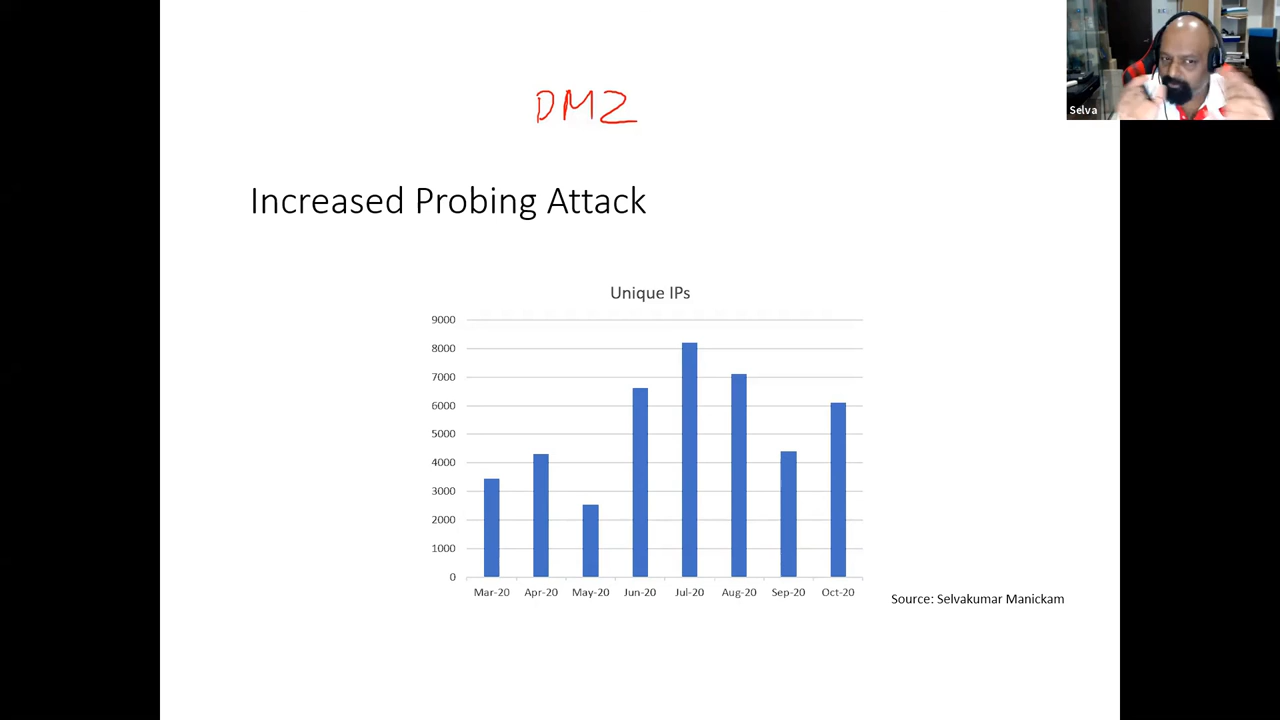 DMZ
Selva
Increased Probing Attack
Unique IPs
9000
8000
7000
6000
5000
4000
3000
2000
1000
0
Mar-20 Apr-20 May-20 Jun-20 Jul-20 Aug-20 Sep-20 Oct-20
Source: Selvakumar Manickam